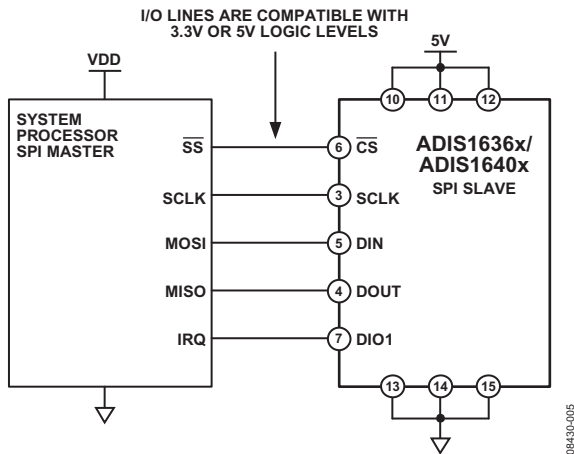 I/O LINES ARE COMPATIBLE WITH
3.3V OR 5V LOGIC LEVELS
VDD
5V
10 11 12
SYSTEM
PROCESSOR
SPI MASTER
ADIS1636x/
ADIS1640x
SPI SLAVE
SS 6 CS
SCLK 3 SCLK
MOSI 5 DIN
MISO 4 DOUT
IRQ 7 DIO1
13 14 15
08430-005